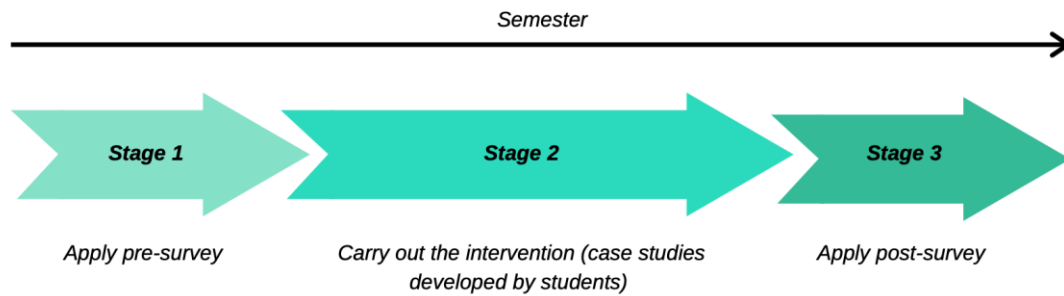 Semester
Stage 1
Stage 2
Stage 3
Apply pre-survey
Carry out the intervention (case studies
developed by students)
Apply post-survey